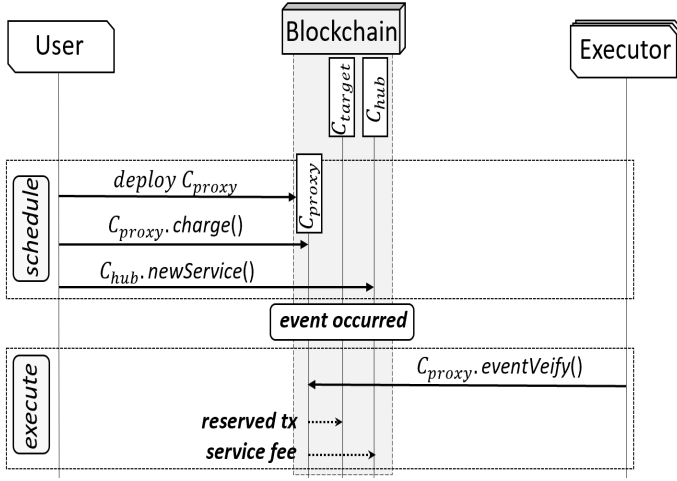 User
Blockchain
Executor
C_target
C_hub
schedule
deploy C_proxy
C_proxy
C_proxy.charge()
C_hub.newService()
event occurred
execute
C_proxy.eventVeify()
reserved tx
service fee